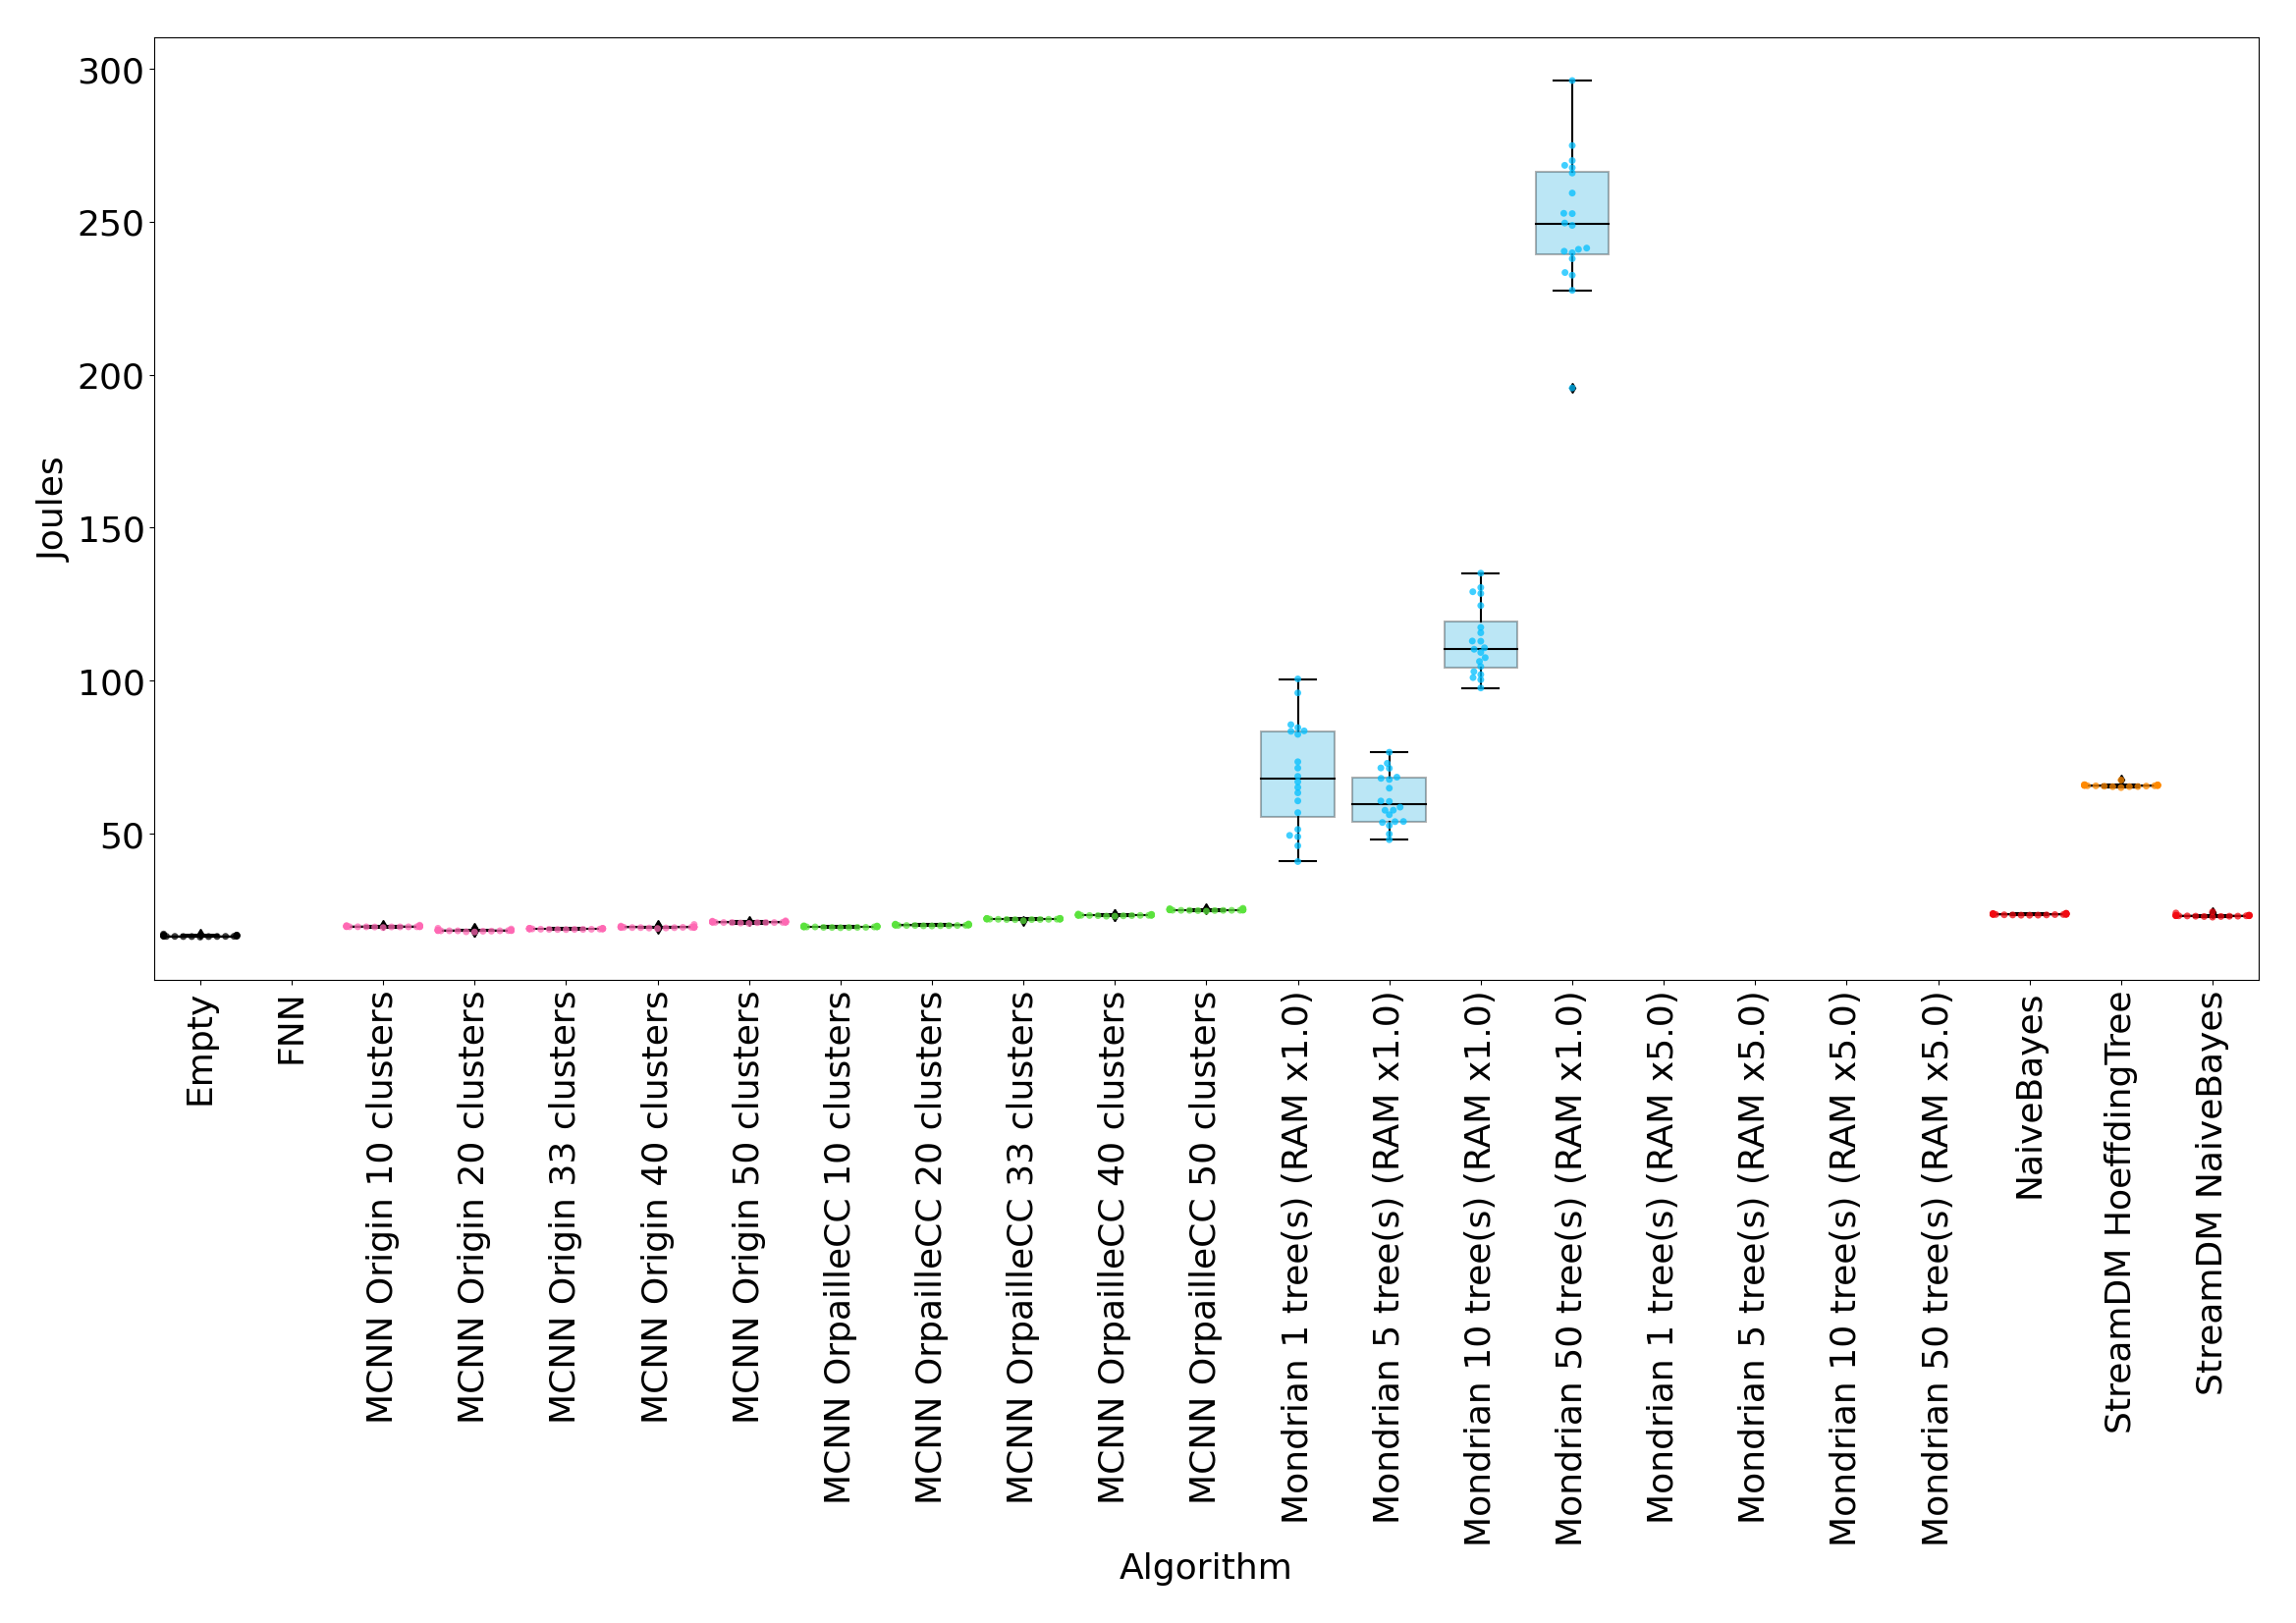 300
250
200
150
100
50
Joules
Empty
FNN
MCNN Origin 10 clusters
MCNN Origin 20 clusters
MCNN Origin 33 clusters
MCNN Origin 40 clusters
MCNN Origin 50 clusters
MCNN OrpailleCC 10 clusters
MCNN OrpailleCC 20 clusters
MCNN OrpailleCC 33 clusters
MCNN OrpailleCC 40 clusters
MCNN OrpailleCC 50 clusters
Mondrian 1 tree(s) (RAM x1.0)
Mondrian 5 tree(s) (RAM x1.0)
Mondrian 10 tree(s) (RAM x1.0)
Mondrian 50 tree(s) (RAM x1.0)
Mondrian 1 tree(s) (RAM x5.0)
Mondrian 5 tree(s) (RAM x5.0)
Mondrian 10 tree(s) (RAM x5.0)
Mondrian 50 tree(s) (RAM x5.0)
NaiveBayes
StreamDM HoeffdingTree
StreamDM NaiveBayes
Algorithm